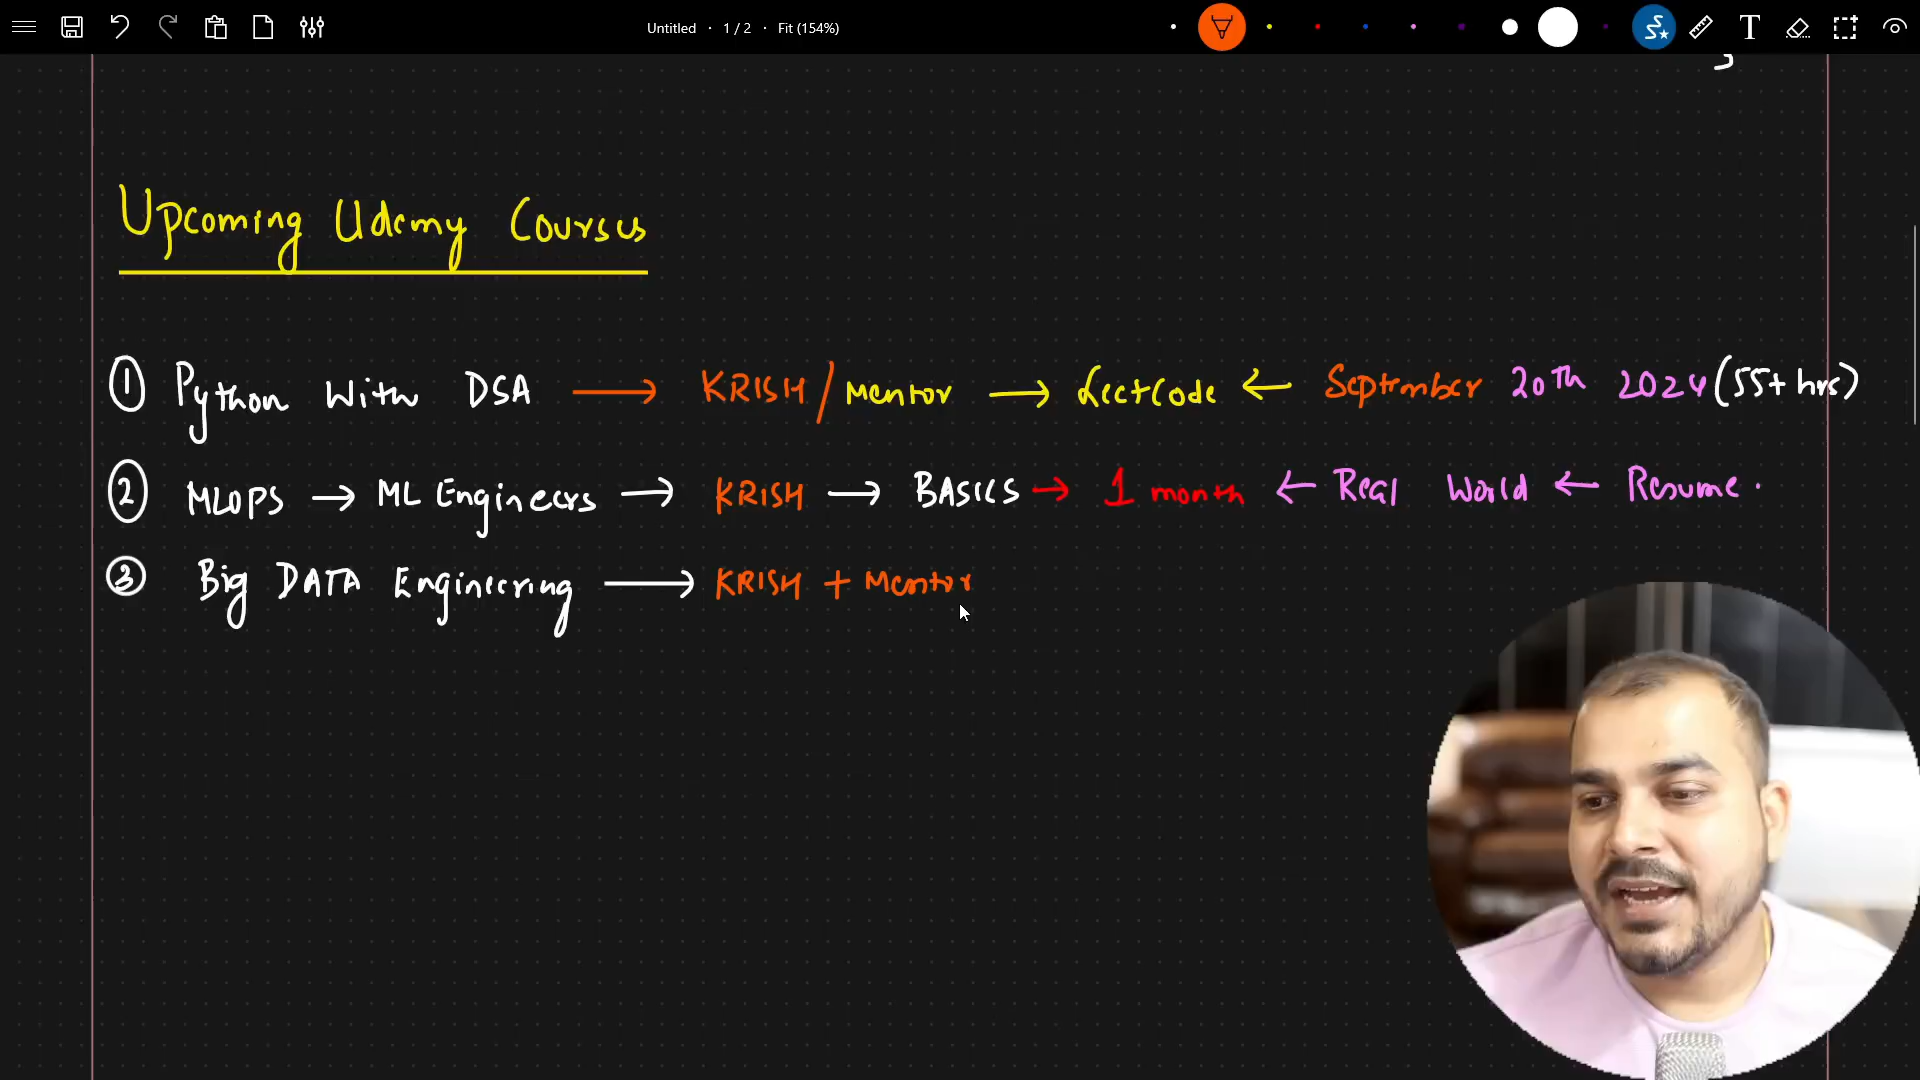 Untitled · 1 / 2 · Fit (154%)
Upcoming Udemy Courses
① Python With DSA → KRISH / Mentor → LeetCode ← September 20th 2024 (55+ hrs)
② MLOPS → ML Engineers → KRISH → BASICS → 1 month ← Real World ← Resume .
③ Big DATA Engineering → KRISH + Mentor